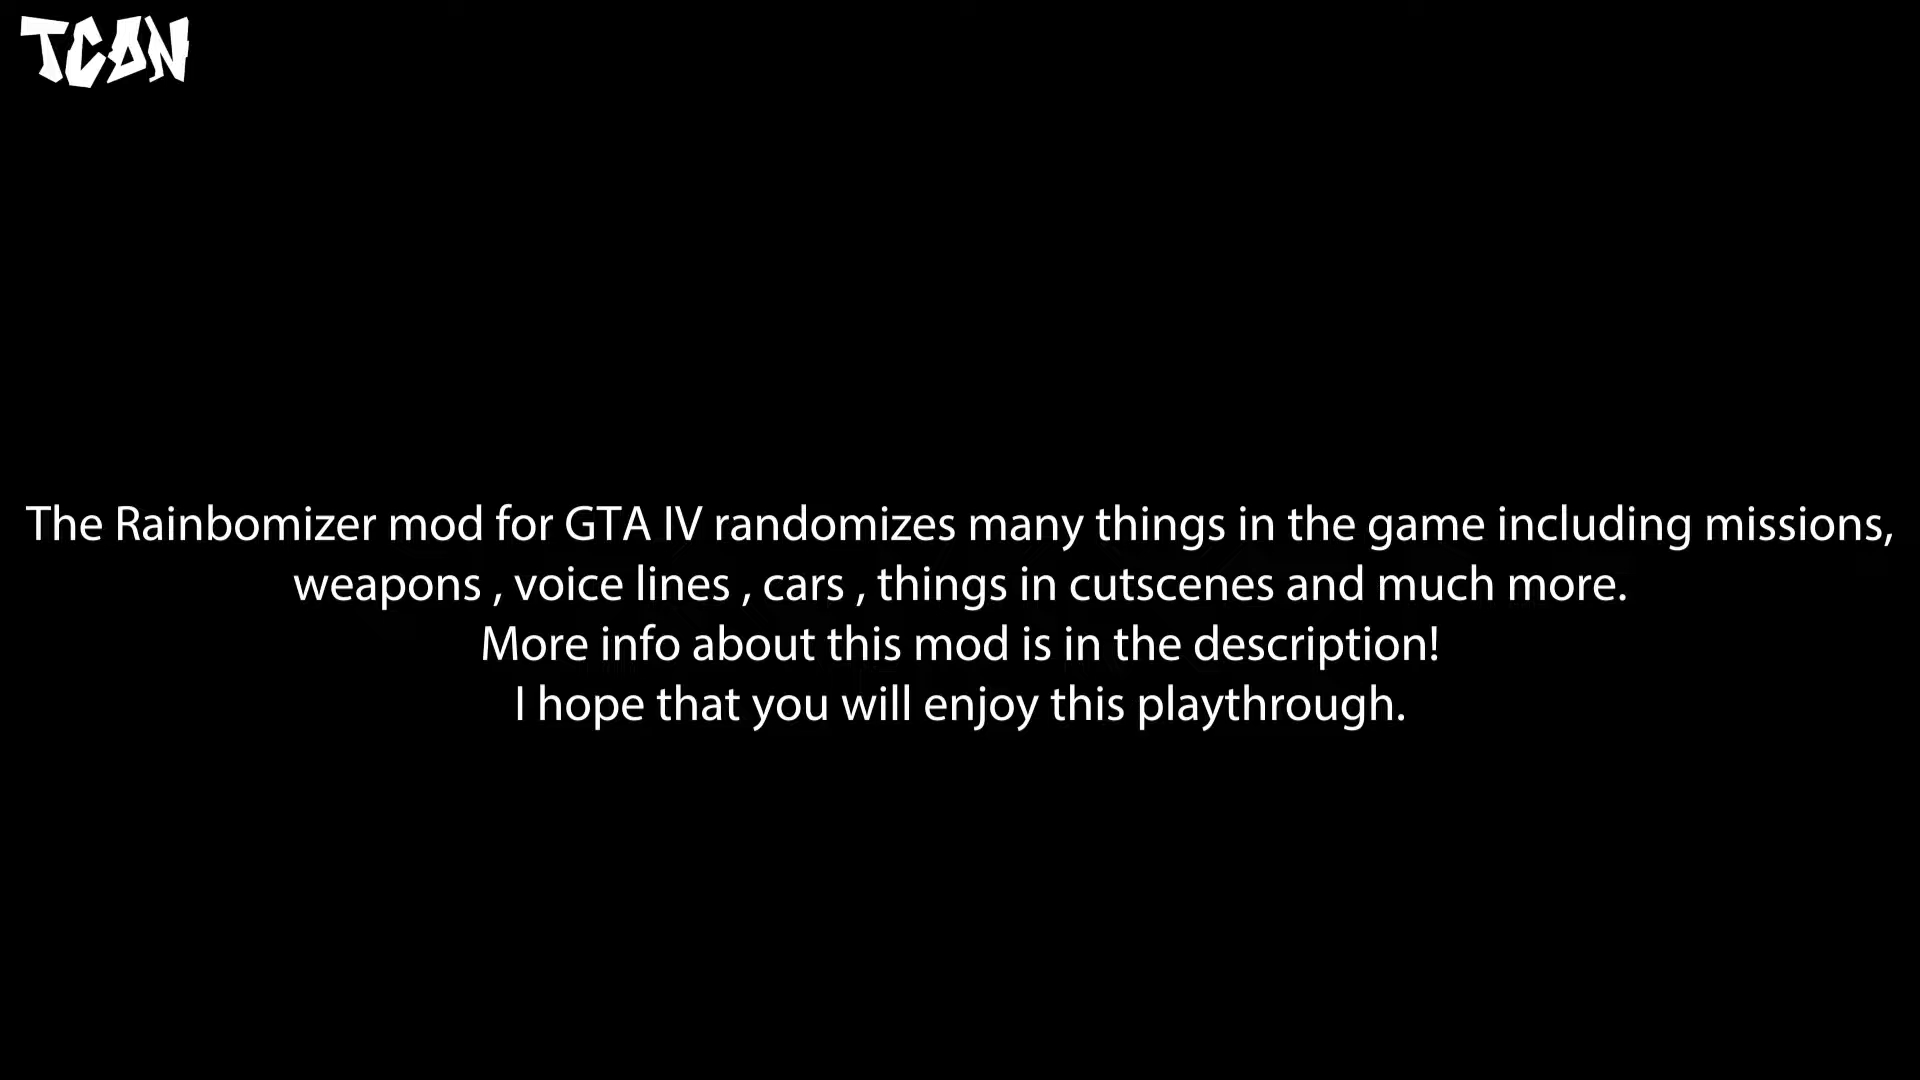 TCON
The Rainbomizer mod for GTA IV randomizes many things in the game including missions,
weapons , voice lines , cars , things in cutscenes and much more.
More info about this mod is in the description!
I hope that you will enjoy this playthrough.